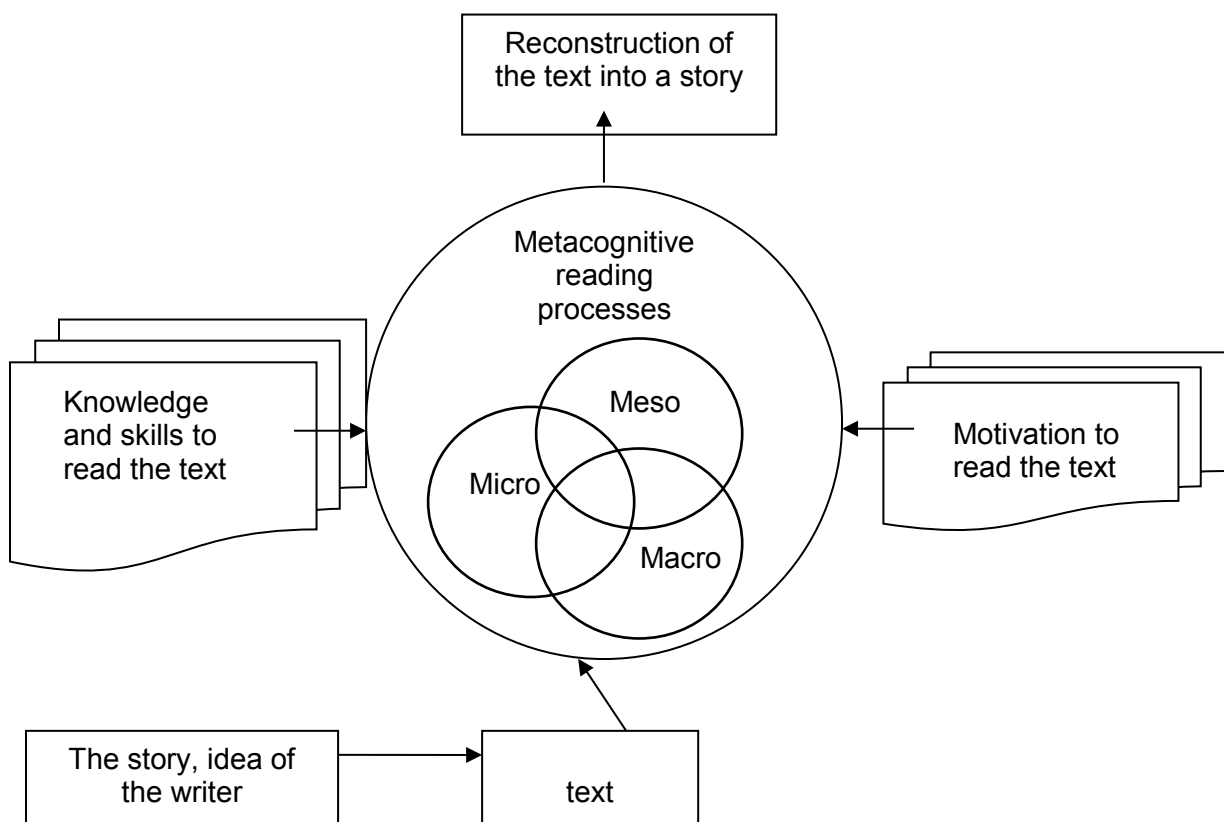 Reconstruction of
the text into a story
Metacognitive
reading
processes
Knowledge
and skills to
read the text
Meso
Micro
Macro
Motivation to
read the text
The story, idea of
the writer
text